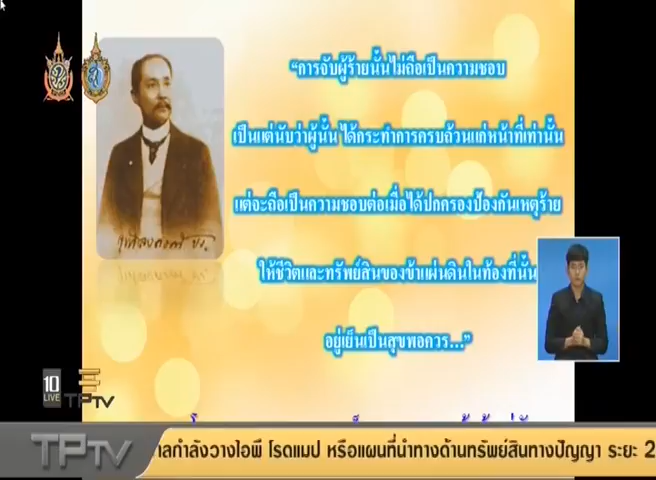 “การจับผู้ร้ายนั้นไม่ถือเป็นความชอบ
เป็นแต่นับว่าผู้นั้น ได้กระทำการครบถ้วนแก่หน้าที่เท่านั้น
แต่จะถือเป็นความชอบต่อเมื่อได้ปกครองป้องกันเหตุร้าย
ให้ชีวิตและทรัพย์สินของข้าแผ่นดินในท้องที่นั้น
อยู่เย็นเป็นสุขพอควร...”
10
LIVE
TPTV
TPTV
าลกำลังวางไอพี โรดแมป หรือแผนที่นำทางด้านทรัพย์สินทางปัญญา ระยะ 2